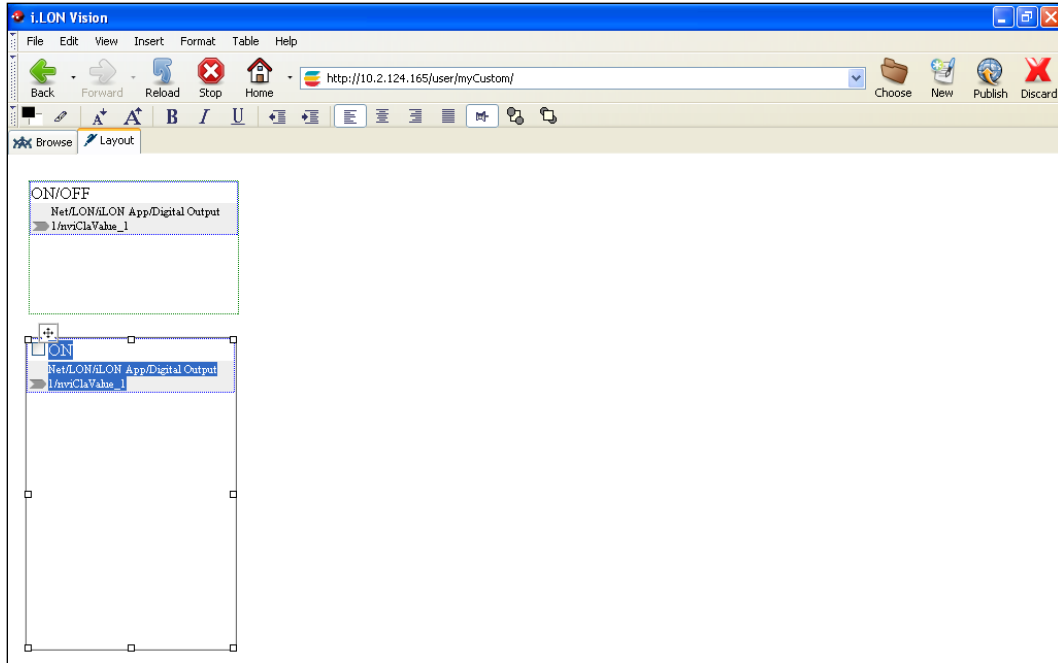 i.LON Vision
File Edit View Insert Format Table Help
Back Forward Reload Stop Home http://10.2.124.165/user/myCustom/ Choose New Publish Discard
A A B I U
Browse Layout
ON/OFF
Net/LON/iLON App/Digital Output
1/nviClaValue_1
ON
Net/LON/iLON App/Digital Output
1/nviClaValue_1